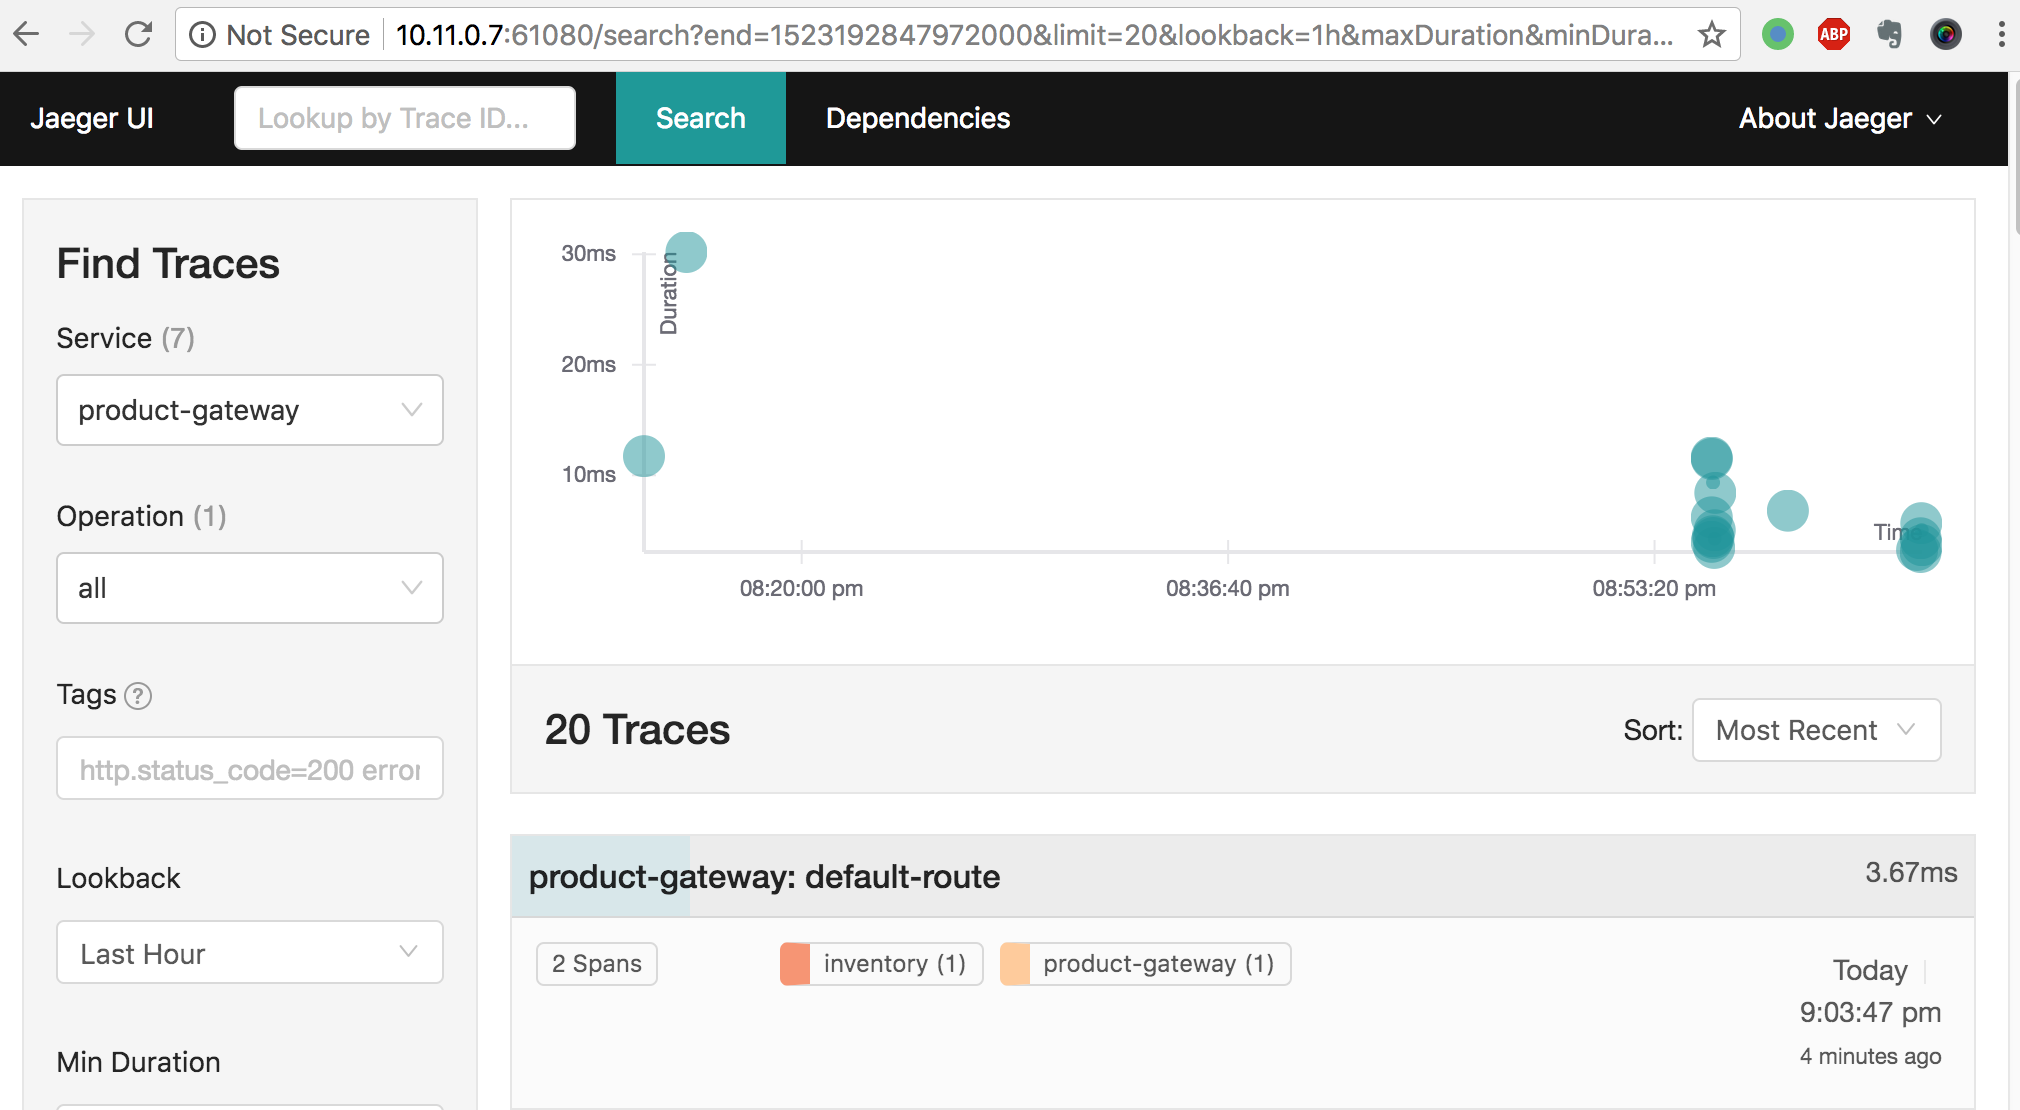 Not Secure
10.11.0.7:61080/search?end=1523192847972000&limit=20&lookback=1h&maxDuration&minDura...
ABP
Jaeger UI
Lookup by Trace ID...
Search
Dependencies
About Jaeger
Find Traces
Service (7)
product-gateway
Operation (1)
all
Tags ?
http.status_code=200 error
Lookback
Last Hour
Min Duration
30ms
20ms
10ms
Duration
Time
08:20:00 pm
08:36:40 pm
08:53:20 pm
20 Traces
Sort: Most Recent
product-gateway: default-route
3.67ms
2 Spans
inventory (1)
product-gateway (1)
Today
9:03:47 pm
4 minutes ago